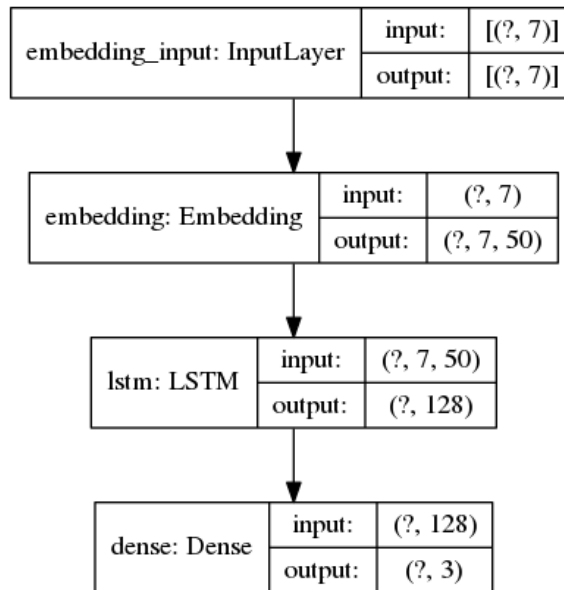 embedding_input: InputLayer
input: [(?, 7)]
output: [(?, 7)]
embedding: Embedding
input: (?, 7)
output: (?, 7, 50)
lstm: LSTM
input: (?, 7, 50)
output: (?, 128)
dense: Dense
input: (?, 128)
output: (?, 3)